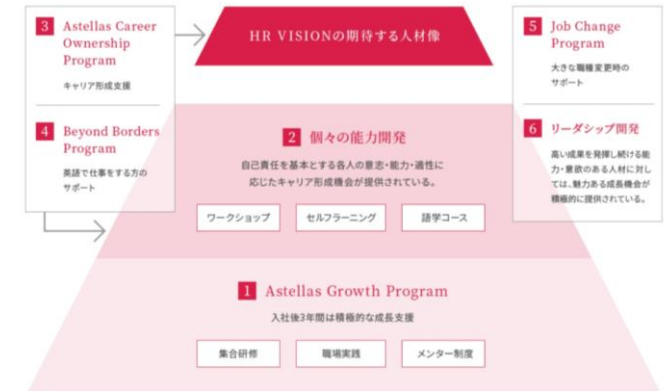 HR VISIONの期待する人材像
3 Astellas Career
Ownership
Program
キャリア形成支援
4 Beyond Borders
Program
英語で仕事をする方の
サポート
5 Job Change
Program
大きな職種変更時の
サポート
6 リーダシップ開発
高い成果を発揮し続ける能
力・意欲のある人材に対し
ては、魅力ある成長機会が
積極的に提供されている。
2 個々の能力開発
自己責任を基本とする各人の意志・能力・適性に
応じたキャリア形成機会が提供されている。
ワークショップ
セルフラーニング
語学コース
1 Astellas Growth Program
入社後3年間は積極的な成長支援
集合研修
職場実践
メンター制度